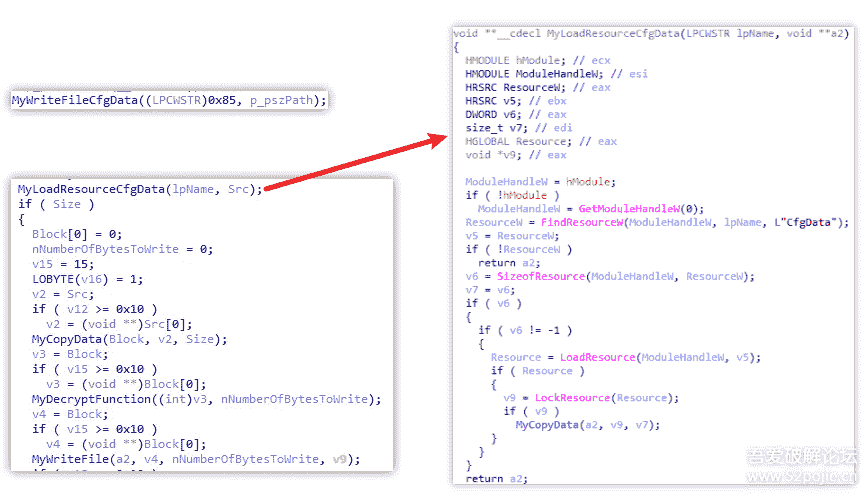 MyWriteFileCfgData((LPCWSTR)0x85, p_pszPath);
MyLoadResourceCfgData(lpName, Src);
if ( Size )
{
Block[0] = 0;
nNumberOfBytesToWrite = 0;
v15 = 15;
LOBYTE(v16) = 1;
v2 = Src;
if ( v12 >= 0x10 )
v2 = (void **)Src[0];
MyCopyData(Block, v2, Size);
v3 = Block;
if ( v15 >= 0x10 )
v3 = (void **)Block[0];
MyDecryptFunction((int)v3, nNumberOfBytesToWrite);
v4 = Block;
if ( v15 >= 0x10 )
v4 = (void **)Block[0];
MyWriteFile(a2, v4, nNumberOfBytesToWrite, v9);
void **__cdecl MyLoadResourceCfgData(LPCWSTR lpName, void **a2)
{
HMODULE hModule; // ecx
HMODULE ModuleHandleW; // esi
HRSRC ResourceW; // eax
HRSRC v5; // ebx
DWORD v6; // eax
size_t v7; // edi
HGLOBAL Resource; // eax
void *v9; // eax
ModuleHandleW = hModule;
if ( !hModule )
ModuleHandleW = GetModuleHandleW(0);
ResourceW = FindResourceW(ModuleHandleW, lpName, L"CfgData");
v5 = ResourceW;
if ( !ResourceW )
return a2;
v6 = SizeofResource(ModuleHandleW, ResourceW);
v7 = v6;
if ( v6 )
{
if ( v6 != -1 )
{
Resource = LoadResource(ModuleHandleW, v5);
if ( Resource )
{
v9 = LockResource(Resource);
if ( v9 )
MyCopyData(a2, v9, v7);
}
}
}
return a2;
吾爱破解论坛
www.52pojie.cn